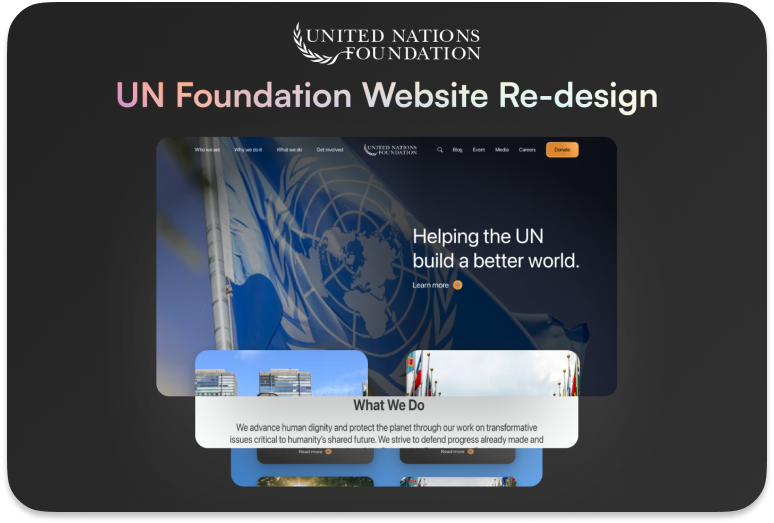 UNITED NATIONS
FOUNDATION
UN Foundation Website Re-design
Who we are Why we do it What we do Get involved UNITED NATIONS FOUNDATION Blog Event Media Careers Donate
Helping the UN
build a better world.
Learn more
What We Do
We advance human dignity and protect the planet through our work on transformative
issues critical to humanity's shared future. We strive to defend progress already made and
Read more Read more